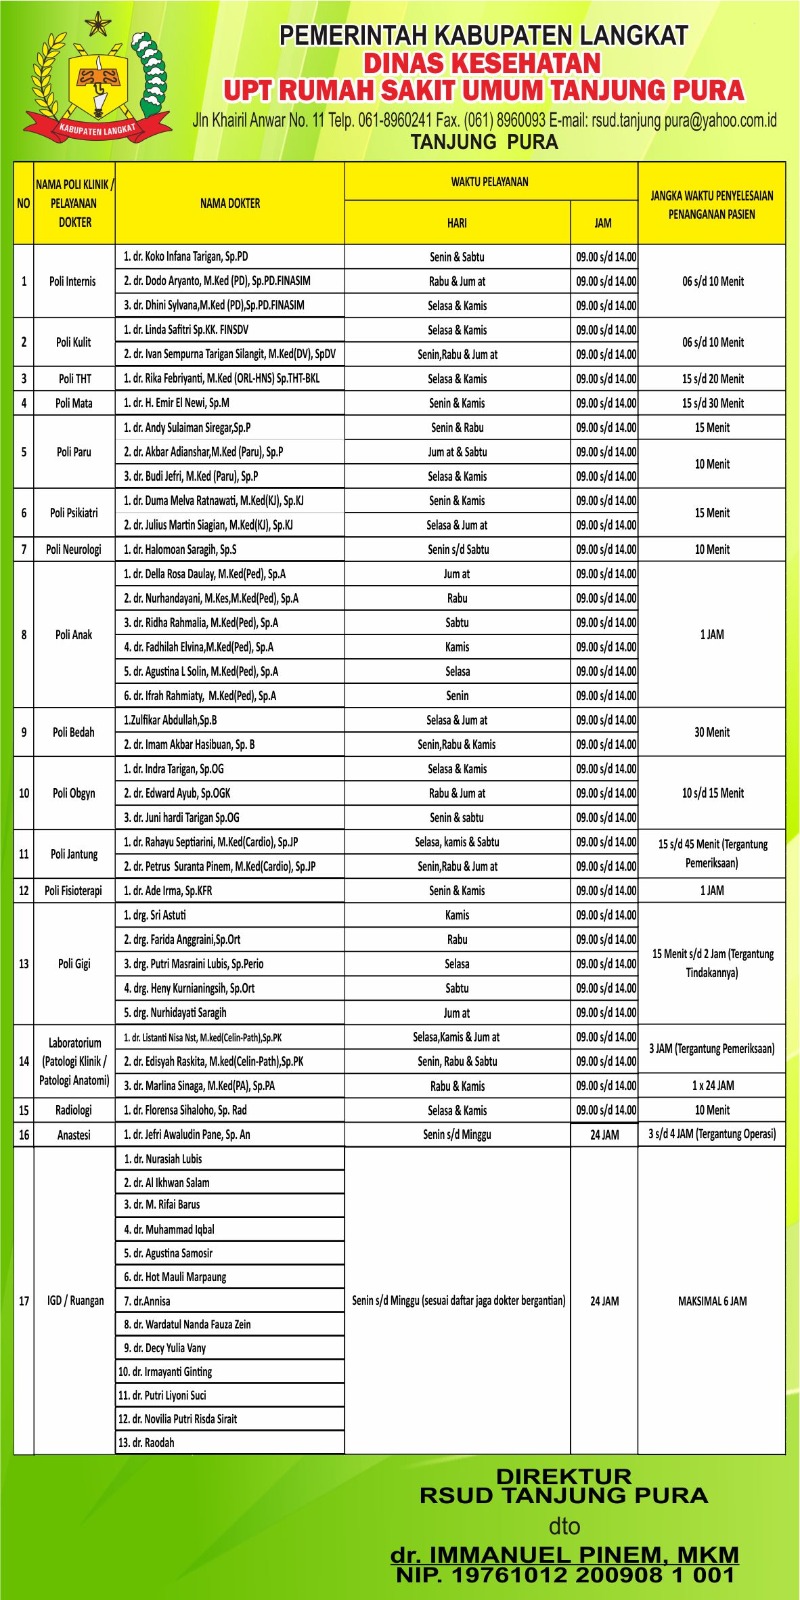 PEMERINTAH KABUPATEN LANGKAT
DINAS KESEHATAN
UPT RUMAH SAKIT UMUM TANJUNG PURA
Jln Khairil Anwar No. 11 Telp. 061-8960241 Fax. (061) 8960093 E-mail: rsud.tanjung pura@yahoo.com.id
TANJUNG PURA
KABUPATEN LANGKAT
NO NAMA POLI KLINIK / PELAYANAN DOKTER NAMA DOKTER WAKTU PELAYANAN JANGKA WAKTU PENYELESAIAN PENANGANAN PASIEN
HARI JAM
1 Poli Internis 1. dr. Koko Infana Tarigan, Sp.PD Senin & Sabtu 09.00 s/d 14.00 06 s/d 10 Menit
2. dr. Dodo Aryanto, M.Ked (PD), Sp.PD.FINASIM Rabu & Jum at 09.00 s/d 14.00
3. dr. Dhini Sylvana,M.Ked (PD),Sp.PD.FINASIM Selasa & Kamis 09.00 s/d 14.00
2 Poli Kulit 1. dr. Linda Safitri Sp.KK. FINSDV Selasa & Kamis 09.00 s/d 14.00 06 s/d 10 Menit
2. dr. Ivan Sempurna Tarigan Silangit, M.Ked(DV), SpDV Senin,Rabu & Jum at 09.00 s/d 14.00
3 Poli THT 1. dr. Rika Febriyanti, M.Ked (ORL-HNS) Sp.THT-BKL Selasa & Kamis 09.00 s/d 14.00 15 s/d 20 Menit
4 Poli Mata 1. dr. H. Emir El Newi, Sp.M Senin & Kamis 09.00 s/d 14.00 15 s/d 30 Menit
5 Poli Paru 1. dr. Andy Sulaiman Siregar,Sp.P Senin & Rabu 09.00 s/d 14.00 15 Menit
2. dr. Akbar Adianshar,M.Ked (Paru), Sp.P Jum at & Sabtu 09.00 s/d 14.00 10 Menit
3. dr. Budi Jefri, M.Ked (Paru), Sp.P Selasa & Kamis 09.00 s/d 14.00
6 Poli Psikiatri 1. dr. Duma Melva Ratnawati, M.Ked(KJ), Sp.KJ Senin & Kamis 09.00 s/d 14.00 15 Menit
2. dr. Julius Martin Siagian, M.Ked(KJ), Sp.KJ Selasa & Jum at 09.00 s/d 14.00
7 Poli Neurologi 1. dr. Halomoan Saragih, Sp.S Senin s/d Sabtu 09.00 s/d 14.00 10 Menit
8 Poli Anak 1. dr. Della Rosa Daulay, M.Ked(Ped), Sp.A Jum at 09.00 s/d 14.00 1 JAM
2. dr. Nurhandayani, M.Kes,M.Ked(Ped), Sp.A Rabu 09.00 s/d 14.00
3. dr. Ridha Rahmalia, M.Ked(Ped), Sp.A Sabtu 09.00 s/d 14.00
4. dr. Fadhilah Elvina,M.Ked(Ped), Sp.A Kamis 09.00 s/d 14.00
5. dr. Agustina L Solin, M.Ked(Ped), Sp.A Selasa 09.00 s/d 14.00
6. dr. Ifrah Rahmiaty, M.Ked(Ped), Sp.A Senin 09.00 s/d 14.00
9 Poli Bedah 1.Zulfikar Abdullah,Sp.B Selasa & Jum at 09.00 s/d 14.00 30 Menit
2. dr. Imam Akbar Hasibuan, Sp. B Senin,Rabu & Kamis 09.00 s/d 14.00
10 Poli Obgyn 1. dr. Indra Tarigan, Sp.OG Selasa & Kamis 09.00 s/d 14.00 10 s/d 15 Menit
2. dr. Edward Ayub, Sp.OGK Rabu & Jum at 09.00 s/d 14.00
3. dr. Juni hardi Tarigan Sp.OG Senin & sabtu 09.00 s/d 14.00
11 Poli Jantung 1. dr. Rahayu Septiarini, M.Ked(Cardio), Sp.JP Selasa, kamis & Sabtu 09.00 s/d 14.00 15 s/d 45 Menit (Tergantung Pemeriksaan)
2. dr. Petrus Suranta Pinem, M.Ked(Cardio), Sp.JP Senin,Rabu & Jum at 09.00 s/d 14.00
12 Poli Fisioterapi 1. dr. Ade Irma, Sp.KFR Senin & Kamis 09.00 s/d 14.00 1 JAM
13 Poli Gigi 1. drg. Sri Astuti Kamis 09.00 s/d 14.00 15 Menit s/d 2 Jam (Tergantung Tindakannya)
2. drg. Farida Anggraini,Sp.Ort Rabu 09.00 s/d 14.00
3. drg. Putri Masraini Lubis, Sp.Perio Selasa 09.00 s/d 14.00
4. drg. Heny Kurnianingsih, Sp.Ort Sabtu 09.00 s/d 14.00
5. drg. Nurhidayati Saragih Jum at 09.00 s/d 14.00
14 Laboratorium (Patologi Klinik / Patologi Anatomi) 1. dr. Listanti Nisa Nst, M.ked(Celin-Path),Sp.PK Selasa,Kamis & Jum at 09.00 s/d 14.00 3 JAM (Tergantung Pemeriksaan)
2. dr. Edisyah Raskita, M.ked(Celin-Path),Sp.PK Senin, Rabu & Sabtu 09.00 s/d 14.00
3. dr. Marlina Sinaga, M.Ked(PA), Sp.PA Rabu & Kamis 09.00 s/d 14.00 1 x 24 JAM
15 Radiologi 1. dr. Florensa Sihaloho, Sp. Rad Selasa & Kamis 09.00 s/d 14.00 10 Menit
16 Anastesi 1. dr. Jefri Awaludin Pane, Sp. An Senin s/d Minggu 24 JAM 3 s/d 4 JAM (Tergantung Operasi)
17 IGD / Ruangan 1. dr. Nurasiah Lubis Senin s/d Minggu (sesuai daftar jaga dokter bergantian) 24 JAM MAKSIMAL 6 JAM
2. dr. Al Ikhwan Salam
3. dr. M. Rifai Barus
4. dr. Muhammad Iqbal
5. dr. Agustina Samosir
6. dr. Hot Mauli Marpaung
7. dr.Annisa
8. dr. Wardatul Nanda Fauza Zein
9. dr. Decy Yulia Vany
10. dr. Irmayanti Ginting
11. dr. Putri Liyoni Suci
12. dr. Novilia Putri Risda Sirait
13. dr. Raodah
DIREKTUR
RSUD TANJUNG PURA
dto
dr. IMMANUEL PINEM, MKM
NIP. 19761012 200908 1 001